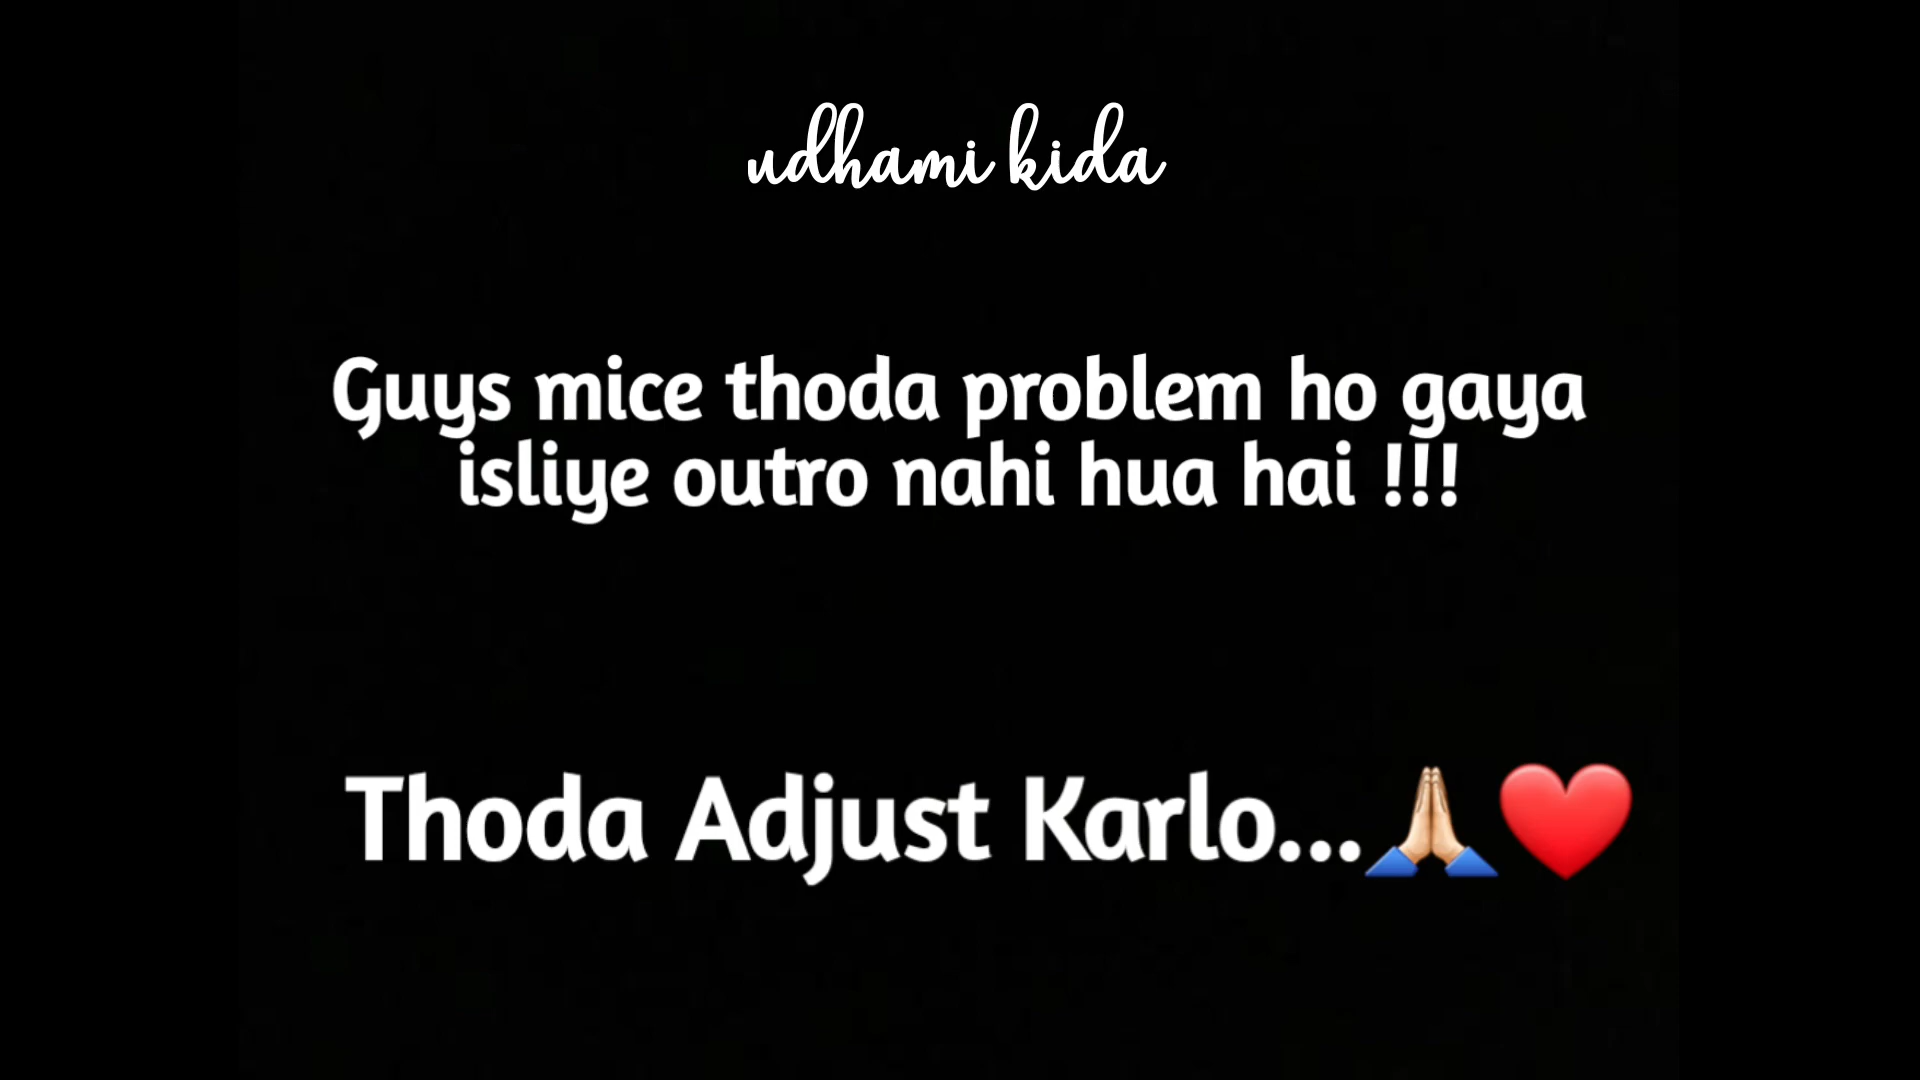 udhami kida
Guys mice thoda problem ho gaya
isliye outro nahi hua hai !!!
Thoda Adjust Karlo...🙏🏻❤️